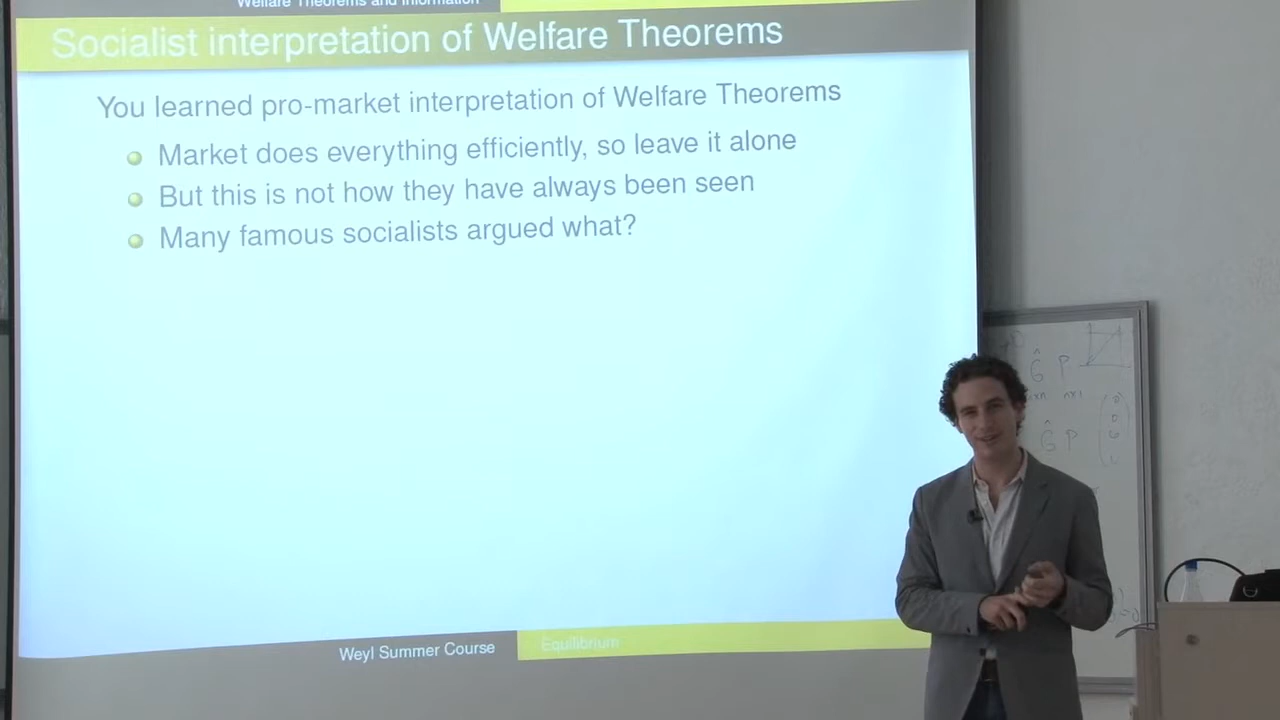 Welfare Theorems and Information
Socialist interpretation of Welfare Theorems
You learned pro-market interpretation of Welfare Theorems
Market does everything efficiently, so leave it alone
But this is not how they have always been seen
Many famous socialists argued what?
Weyl Summer Course
Equilibrium
Ĝ P
Ĝ P